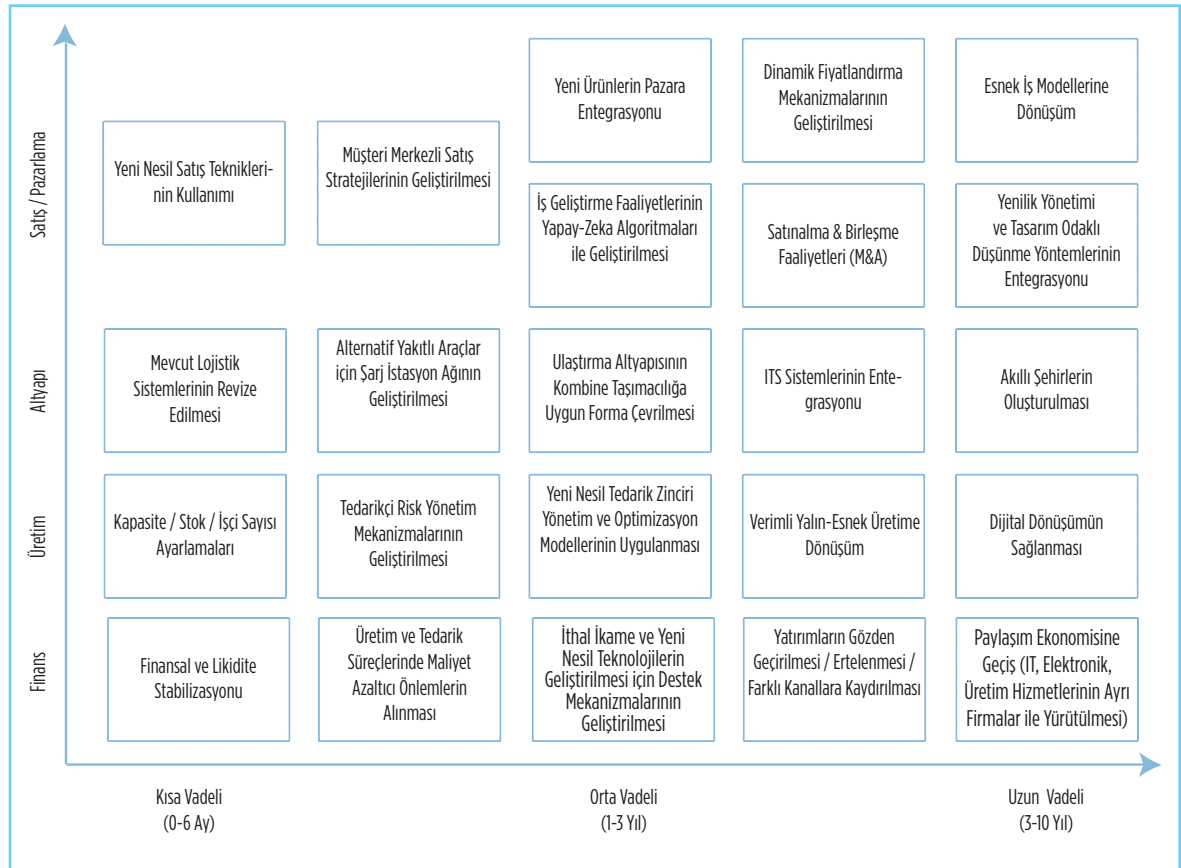 Satış / Pazarlama
Yeni Nesil Satış Teknikleri-
nin Kullanımı
Müşteri Merkezli Satış
Stratejilerinin Geliştirilmesi
Yeni Ürünlerin Pazara
Entegrasyonu
Dinamik Fiyatlandırma
Mekanizmalarının
Geliştirilmesi
Esnek İş Modellerine
Dönüşüm
İş Geliştirme Faaliyetlerinin
Yapay-Zeka Algoritmaları
ile Geliştirilmesi
Satınalma & Birleşme
Faaliyetleri (M&A)
Yenilik Yönetimi
ve Tasarım Odaklı
Düşünme Yöntemlerinin
Entegrasyonu
Altyapı
Mevcut Lojistik
Sistemlerinin Revize
Edilmesi
Alternatif Yakıtlı Araçlar
için Şarj İstasyon Ağının
Geliştirilmesi
Ulaştırma Altyapısının
Kombine Taşımacılığa
Uygun Forma Çevrilmesi
ITS Sistemlerinin Ente-
grasyonu
Akıllı Şehirlerin
Oluşturulması
Üretim
Kapasite / Stok / İşçi Sayısı
Ayarlamaları
Tedarikçi Risk Yönetim
Mekanizmalarının
Geliştirilmesi
Yeni Nesil Tedarik Zinciri
Yönetim ve Optimizasyon
Modellerinin Uygulanması
Verimli Yalın-Esnek Üretime
Dönüşüm
Dijital Dönüşümün
Sağlanması
Finans
Finansal ve Likidite
Stabilizasyonu
Üretim ve Tedarik
Süreçlerinde Maliyet
Azaltıcı Önlemlerin
Alınması
İthal İkame ve Yeni
Nesil Teknolojilerin
Geliştirilmesi için Destek
Mekanizmalarının
Geliştirilmesi
Yatırımların Gözden
Geçirilmesi / Ertelenmesi /
Farklı Kanallara Kaydırılması
Paylaşım Ekonomisine
Geçiş (IT, Elektronik,
Üretim Hizmetlerinin Ayrı
Firmalar ile Yürütülmesi)
Kısa Vadeli
(0-6 Ay)
Orta Vadeli
(1-3 Yıl)
Uzun Vadeli
(3-10 Yıl)